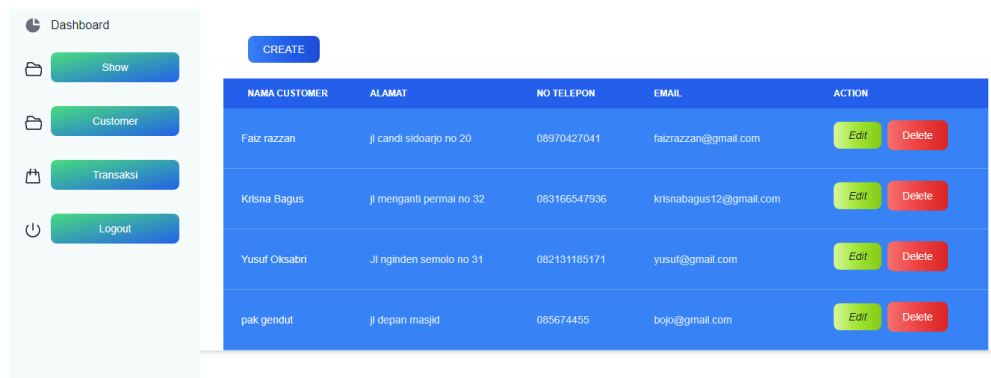 Dashboard
Show
Customer
Transaksi
Logout
CREATE
NAMA CUSTOMER ALAMAT NO TELEPON EMAIL ACTION
Faiz razzan jl candi sidoarjo no 20 08970427041 faizrazzan@gmail.com Edit Delete
Krisna Bagus jl menganti permai no 32 083166547936 krisnabagus12@gmail.com Edit Delete
Yusuf Oksabri Jl nginden semolo no 31 082131185171 yusuf@gmail.com Edit Delete
pak gendut jl depan masjid 085674455 bojo@gmail.com Edit Delete